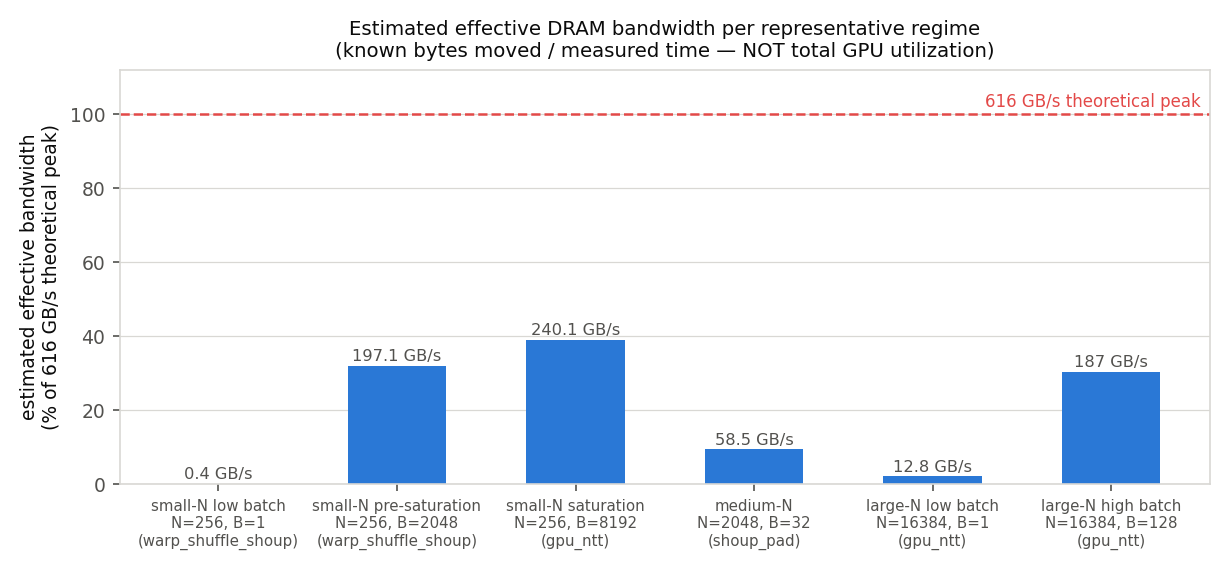 Estimated effective DRAM bandwidth per representative regime
(known bytes moved / measured time — NOT total GPU utilization)
estimated effective bandwidth
(% of 616 GB/s theoretical peak)
100
80
60
40
20
0
616 GB/s theoretical peak
0.4 GB/s
197.1 GB/s
240.1 GB/s
58.5 GB/s
12.8 GB/s
187 GB/s
small-N low batch
N=256, B=1
(warp_shuffle_shoup)
small-N pre-saturation
N=256, B=2048
(warp_shuffle_shoup)
small-N saturation
N=256, B=8192
(gpu_ntt)
medium-N
N=2048, B=32
(shoup_pad)
large-N low batch
N=16384, B=1
(gpu_ntt)
large-N high batch
N=16384, B=128
(gpu_ntt)